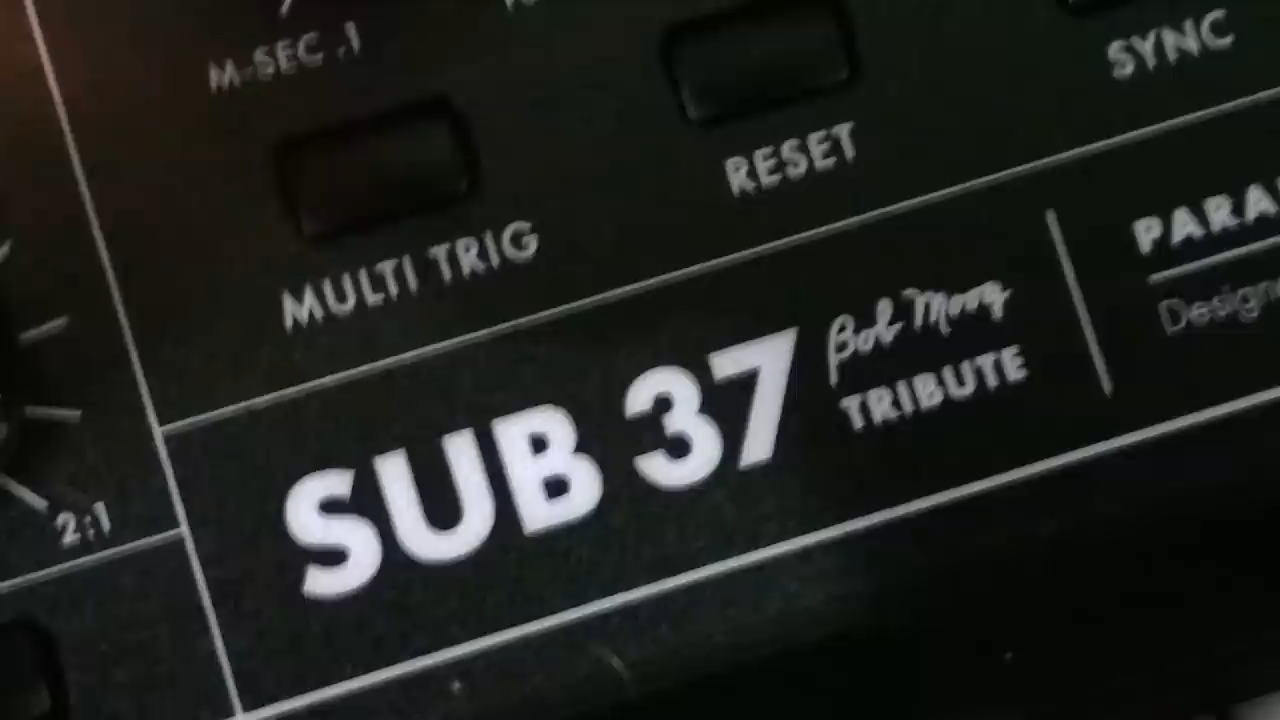 M-SEC .1
SYNC
RESET
MULTI TRIG
SUB 37
Bob Moog
TRIBUTE
2:1